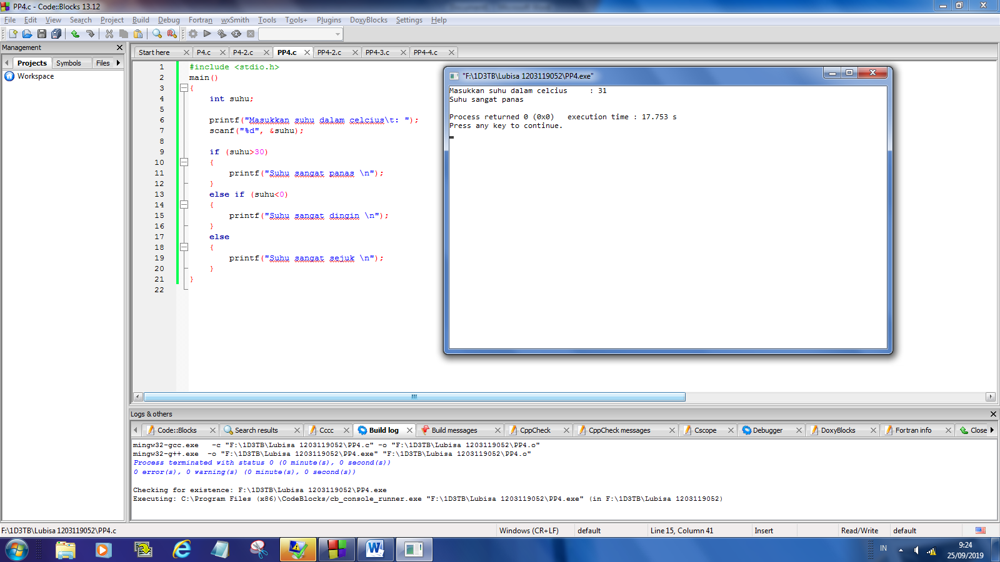 PP4.c - Code::Blocks 13.12
File Edit View Search Project Build Debug Fortran wxSmith Tools Tools+ Plugins DoxyBlocks Settings Help
Management
Projects Symbols Files
Workspace
Start here P4.c P4-2.c PP4.c PP4-2.c PP4-3.c PP4-4.c
1 #include <stdio.h>
2 main()
3 {
4 int suhu;
5
6 printf("Masukkan suhu dalam celcius\t: ");
7 scanf("%d", &suhu);
8
9 if (suhu>30)
10 {
11 printf("Suhu sangat panas \n");
12 }
13 else if (suhu<0)
14 {
15 printf("Suhu sangat dingin \n");
16 }
17 else
18 {
19 printf("Suhu sangat sejuk \n");
20 }
21 }
22
"F:\1D3TB\Lubisa 1203119052\PP4.exe"
Masukkan suhu dalam celcius : 31
Suhu sangat panas
Process returned 0 (0x0) execution time : 17.753 s
Press any key to continue.
Logs & others
Code::Blocks Search results Cccc Build log Build messages CppCheck CppCheck messages Cscope Debugger DoxyBlocks Fortran info Close
mingw32-gcc.exe -c "F:\1D3TB\Lubisa 1203119052\PP4.c" -o "F:\1D3TB\Lubisa 1203119052\PP4.o"
mingw32-g++.exe -o "F:\1D3TB\Lubisa 1203119052\PP4.exe" "F:\1D3TB\Lubisa 1203119052\PP4.o"
Process terminated with status 0 (0 minute(s), 0 second(s))
0 error(s), 0 warning(s) (0 minute(s), 0 second(s))
Checking for existence: F:\1D3TB\Lubisa 1203119052\PP4.exe
Executing: C:\Program Files (x86)\CodeBlocks/cb_console_runner.exe "F:\1D3TB\Lubisa 1203119052\PP4.exe" (in F:\1D3TB\Lubisa 1203119052)
F:\1D3TB\Lubisa 1203119052\PP4.c Windows (CR+LF) default Line 15, Column 41 Insert Read/Write default
IN
9:24
25/09/2019